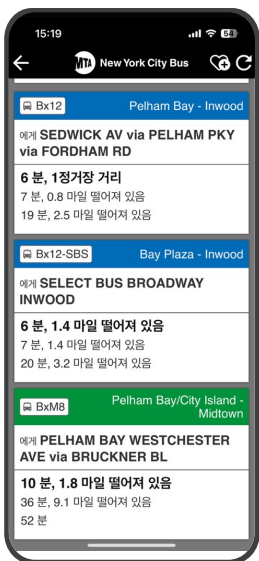 15:19
54
MTA New York City Bus
Bx12 Pelham Bay - Inwood
에게 SEDWICK AV via PELHAM PKY
via FORDHAM RD
6 분, 1정거장 거리
7 분, 0.8 마일 떨어져 있음
19 분, 2.5 마일 떨어져 있음
Bx12-SBS Bay Plaza - Inwood
에게 SELECT BUS BROADWAY
INWOOD
6 분, 1.4 마일 떨어져 있음
7 분, 1.4 마일 떨어져 있음
20 분, 3.2 마일 떨어져 있음
BxM8 Pelham Bay/City Island -
Midtown
에게 PELHAM BAY WESTCHESTER
AVE via BRUCKNER BL
10 분, 1.8 마일 떨어져 있음
36 분, 9.1 마일 떨어져 있음
52 분